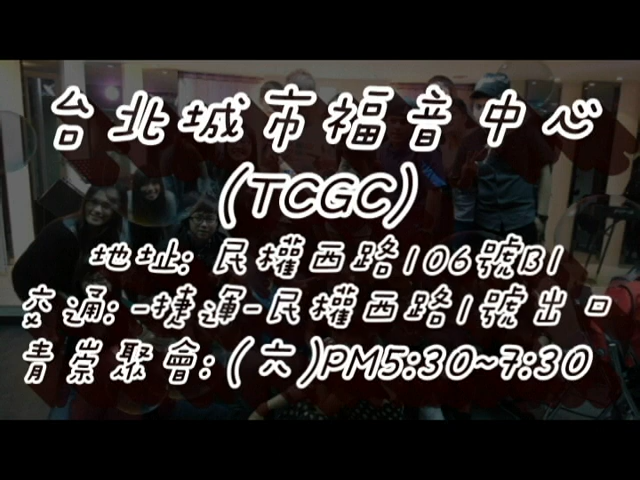 台北城市福音中心
(TCGC)
地址: 民權西路106號B1
交通: -捷運-民權西路1號出口
青崇聚會: (六)PM5:30~7:30